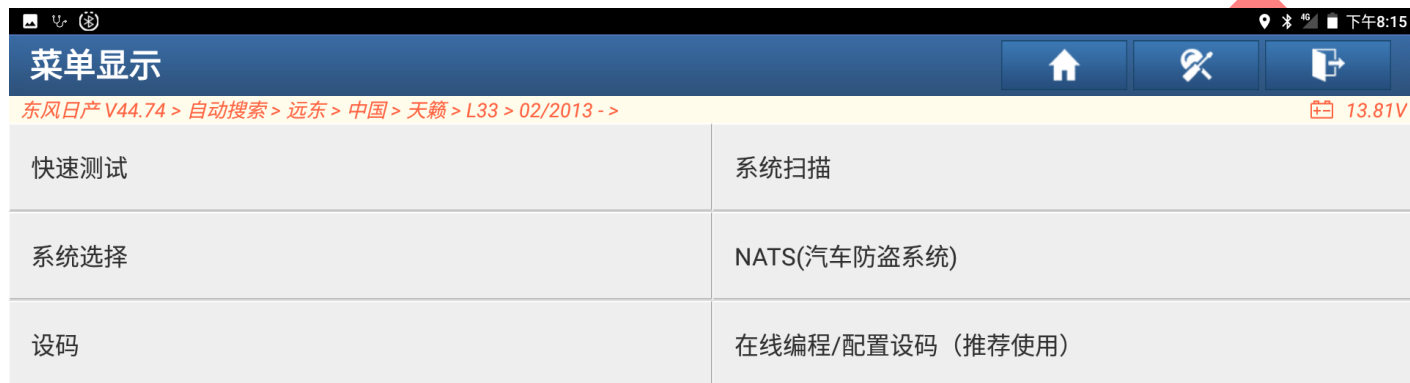 4G 下午8:15
菜单显示
东风日产 V44.74 > 自动搜索 > 远东 > 中国 > 天籁 > L33 > 02/2013 - >
13.81V
快速测试
系统扫描
系统选择
NATS(汽车防盗系统)
设码
在线编程/配置设码（推荐使用）